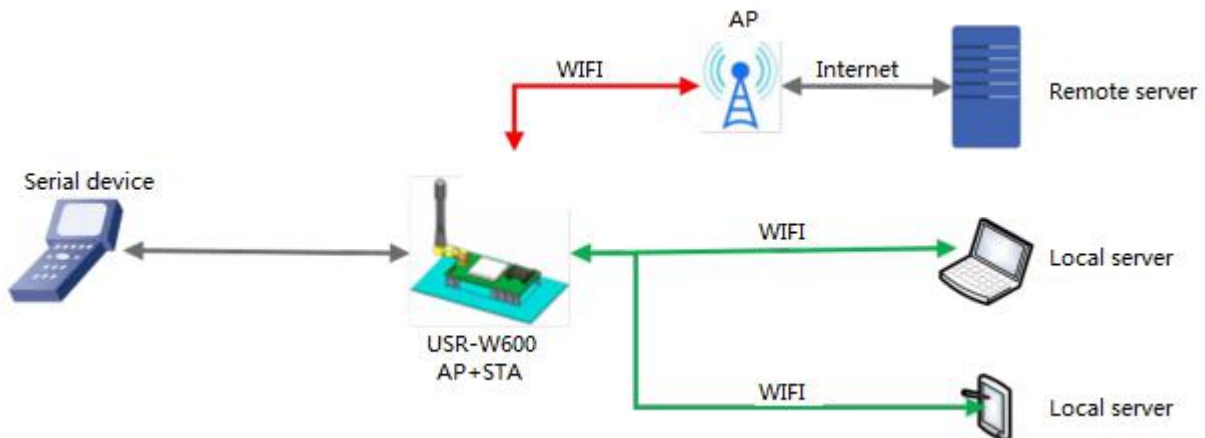 AP
WIFI
Internet
Remote server
Serial device
WIFI
Local server
USR-W600
AP+STA
WIFI
Local server